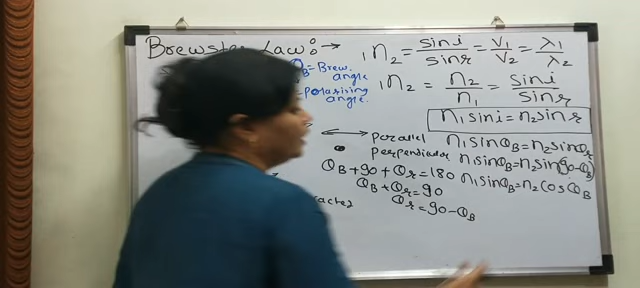 Brewster Law :→ ₁n₂ = sin i / sin r = v₁ / v₂ = λ₁ / λ₂
θB = Brew. angle
= polarising angle.
₁n₂ = n₂ / n₁ = sin i / sin r
n₁ sin i = n₂ sin r
↔ parallel
• perpendicular
θB + 90 + θr = 180
θB + θr = 90
θr = 90 − θB
n₁ sin θB = n₂ sin θr
n₁ sin θB = n₂ sin (90 − θB)
n₁ sin θB = n₂ cos θB